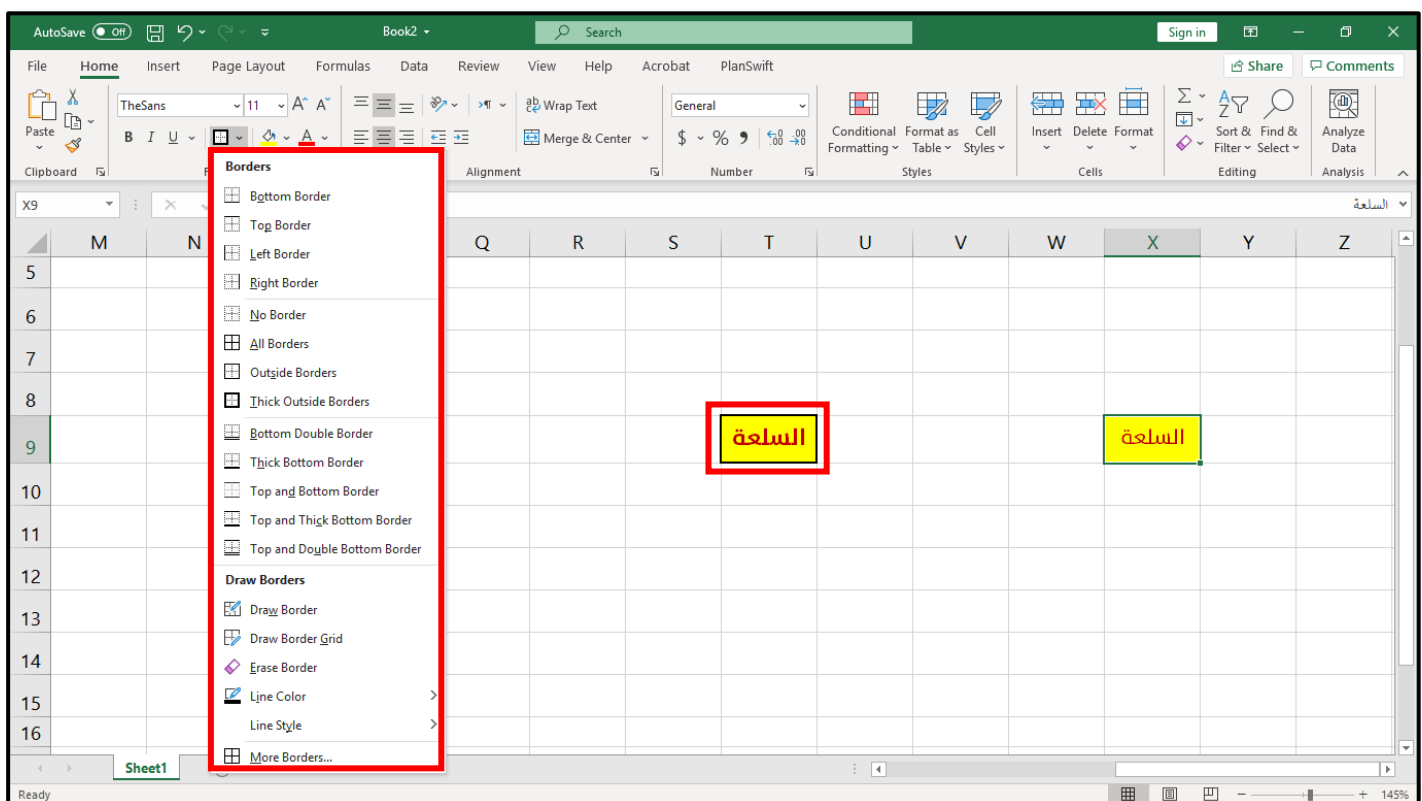 AutoSave Off Book2 Search Sign in
File Home Insert Page Layout Formulas Data Review View Help Acrobat PlanSwift Share Comments
Paste
TheSans 11 A^ A˅ Wrap Text General
B I U A Merge & Center $ % 9 .00 .0
Conditional Formatting
Format as Table
Cell Styles
Insert Delete Format
Sort & Filter
Find & Select
Analyze Data
Clipboard Alignment Number Styles Cells Editing Analysis
X9 السلعة
M N Q R S T U V W X Y Z
5
6
7
8
9 السلعة السلعة
10
11
12
13
14
15
16
Borders
Bottom Border
Top Border
Left Border
Right Border
No Border
All Borders
Outside Borders
Thick Outside Borders
Bottom Double Border
Thick Bottom Border
Top and Bottom Border
Top and Thick Bottom Border
Top and Double Bottom Border
Draw Borders
Draw Border
Draw Border Grid
Erase Border
Line Color
Line Style
More Borders...
Sheet1
Ready 145%